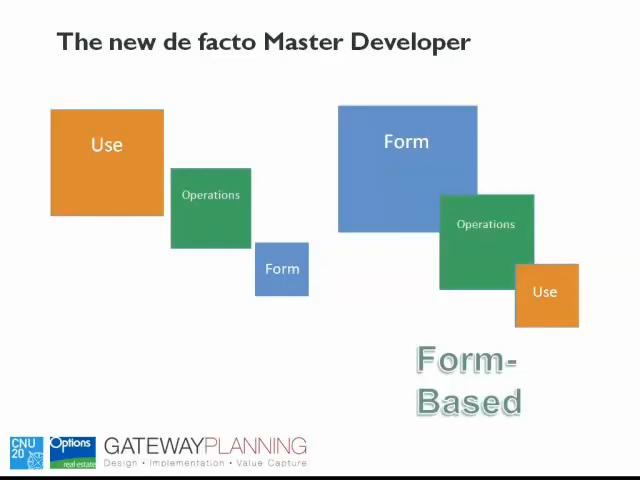 The new de facto Master Developer
Use
Operations
Form
Form
Operations
Use
Form-
Based
CNU
20
Options
real estate
GATEWAYPLANNING
Design • Implementation • Value Capture